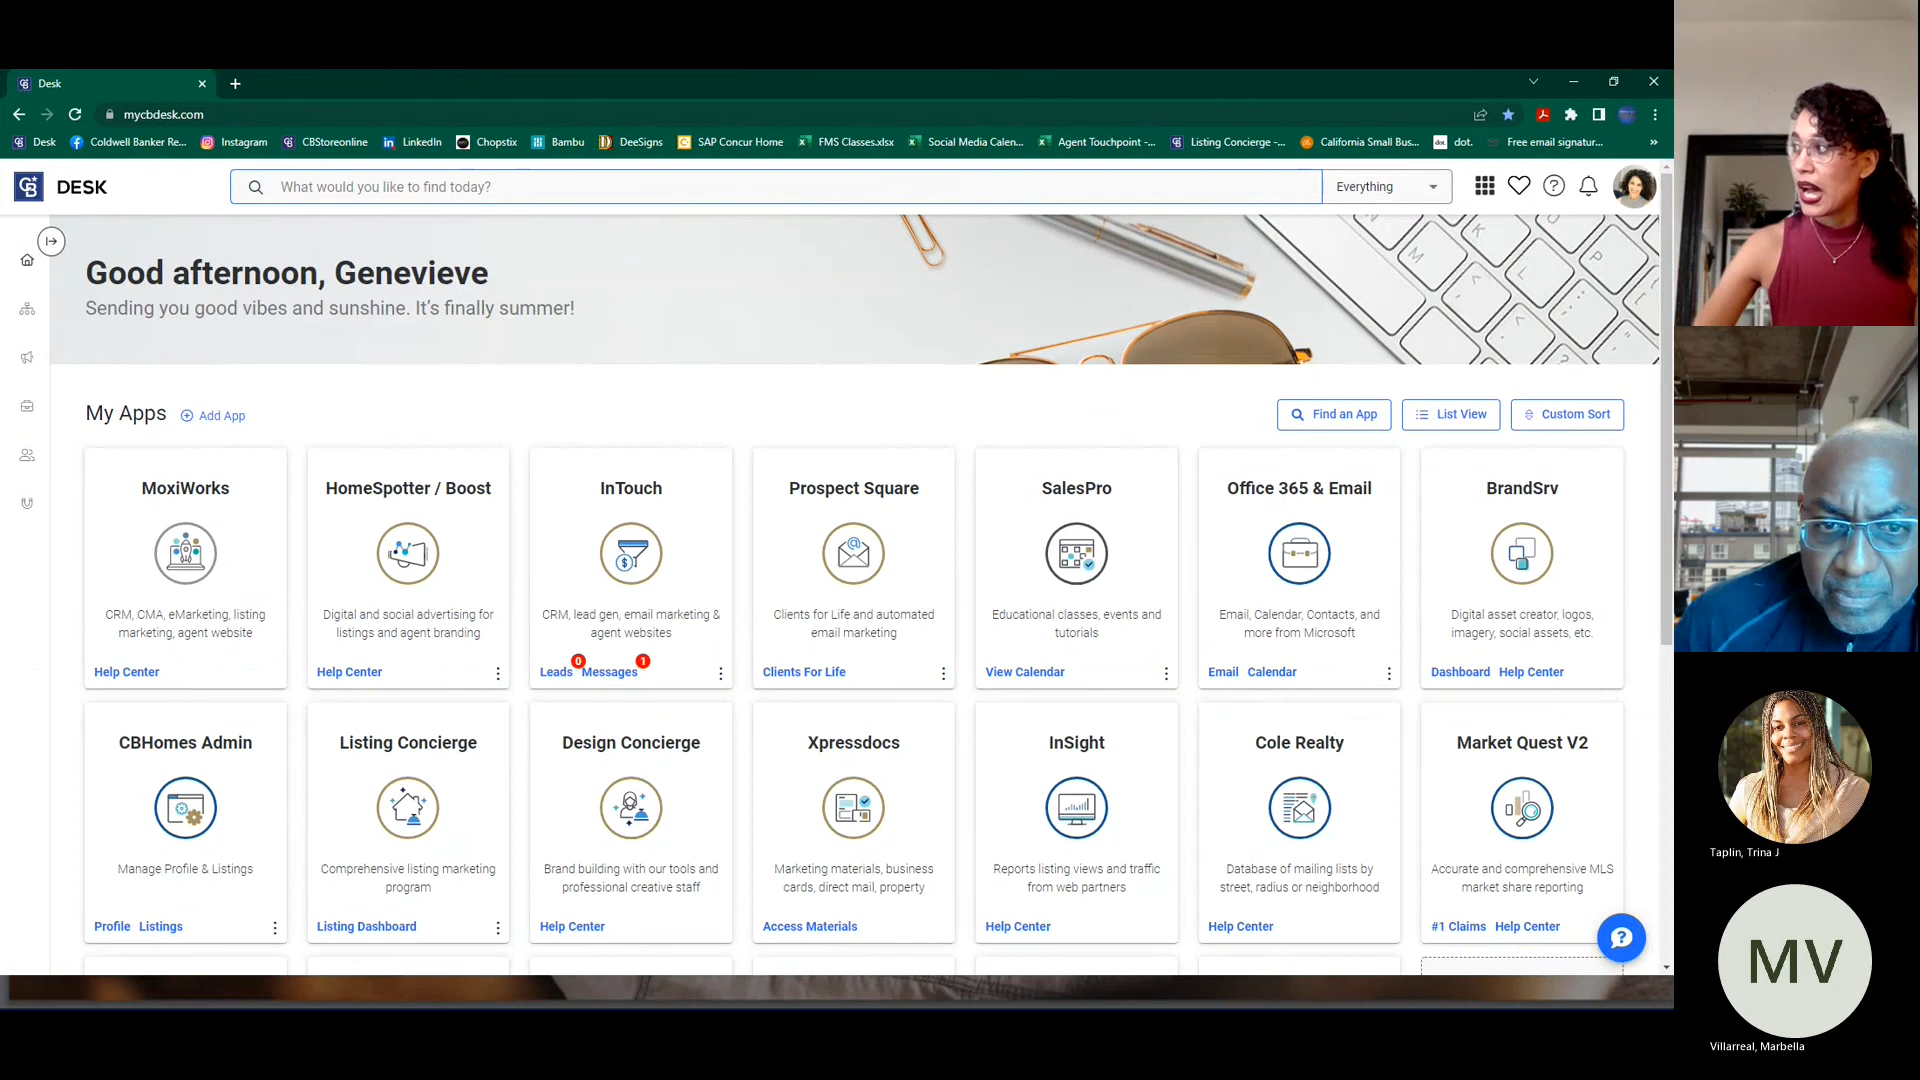 Desk
mycbdesk.com
Desk Coldwell Banker Re... Instagram CBStoreonline LinkedIn Chopstix Bambu DeeSigns SAP Concur Home FMS Classes.xlsx Social Media Calen... Agent Touchpoint -... Listing Concierge -... California Small Bus... dot. Free email signatur...
CB DESK
What would you like to find today?
Everything
Good afternoon, Genevieve
Sending you good vibes and sunshine. It's finally summer!
My Apps
Add App
Find an App
List View
Custom Sort
MoxiWorks
CRM, CMA, eMarketing, listing
marketing, agent website
Help Center
HomeSpotter / Boost
Digital and social advertising for
listings and agent branding
Help Center
InTouch
CRM, lead gen, email marketing &
agent websites
Leads 0 Messages 1
Prospect Square
Clients for Life and automated
email marketing
Clients For Life
SalesPro
Educational classes, events and
tutorials
View Calendar
Office 365 & Email
Email, Calendar, Contacts, and
more from Microsoft
Email Calendar
BrandSrv
Digital asset creator, logos,
imagery, social assets, etc.
Dashboard Help Center
CBHomes Admin
Manage Profile & Listings
Profile Listings
Listing Concierge
Comprehensive listing marketing
program
Listing Dashboard
Design Concierge
Brand building with our tools and
professional creative staff
Help Center
Xpressdocs
Marketing materials, business
cards, direct mail, property
Access Materials
InSight
Reports listing views and traffic
from web partners
Help Center
Cole Realty
Database of mailing lists by
street, radius or neighborhood
Help Center
Market Quest V2
Accurate and comprehensive MLS
market share reporting
#1 Claims Help Center
Taplin, Trina J
MV
Villarreal, Marbella